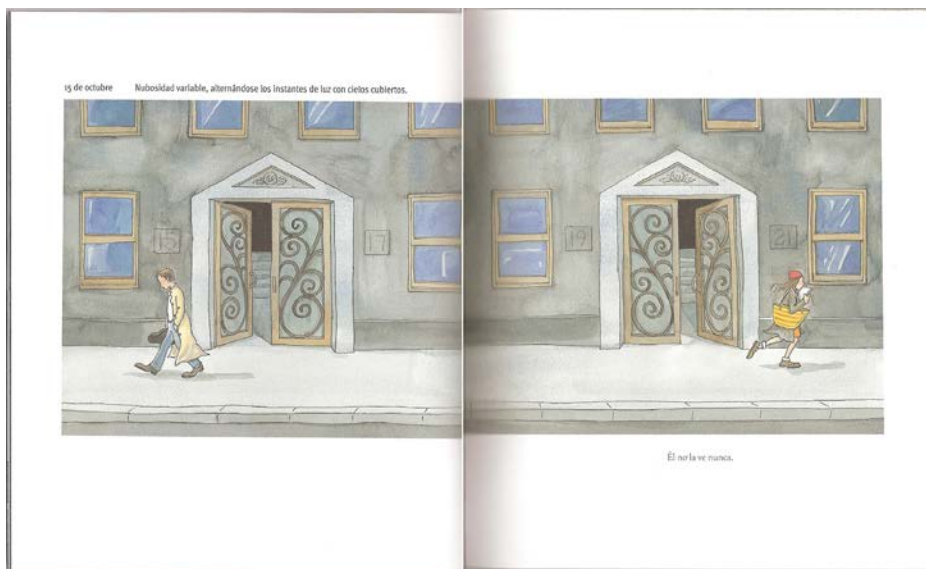 15 de octubre Nubosidad variable, alternándose los instantes de luz con cielos cubiertos.
15
17
19
21
Él no la ve nunca.